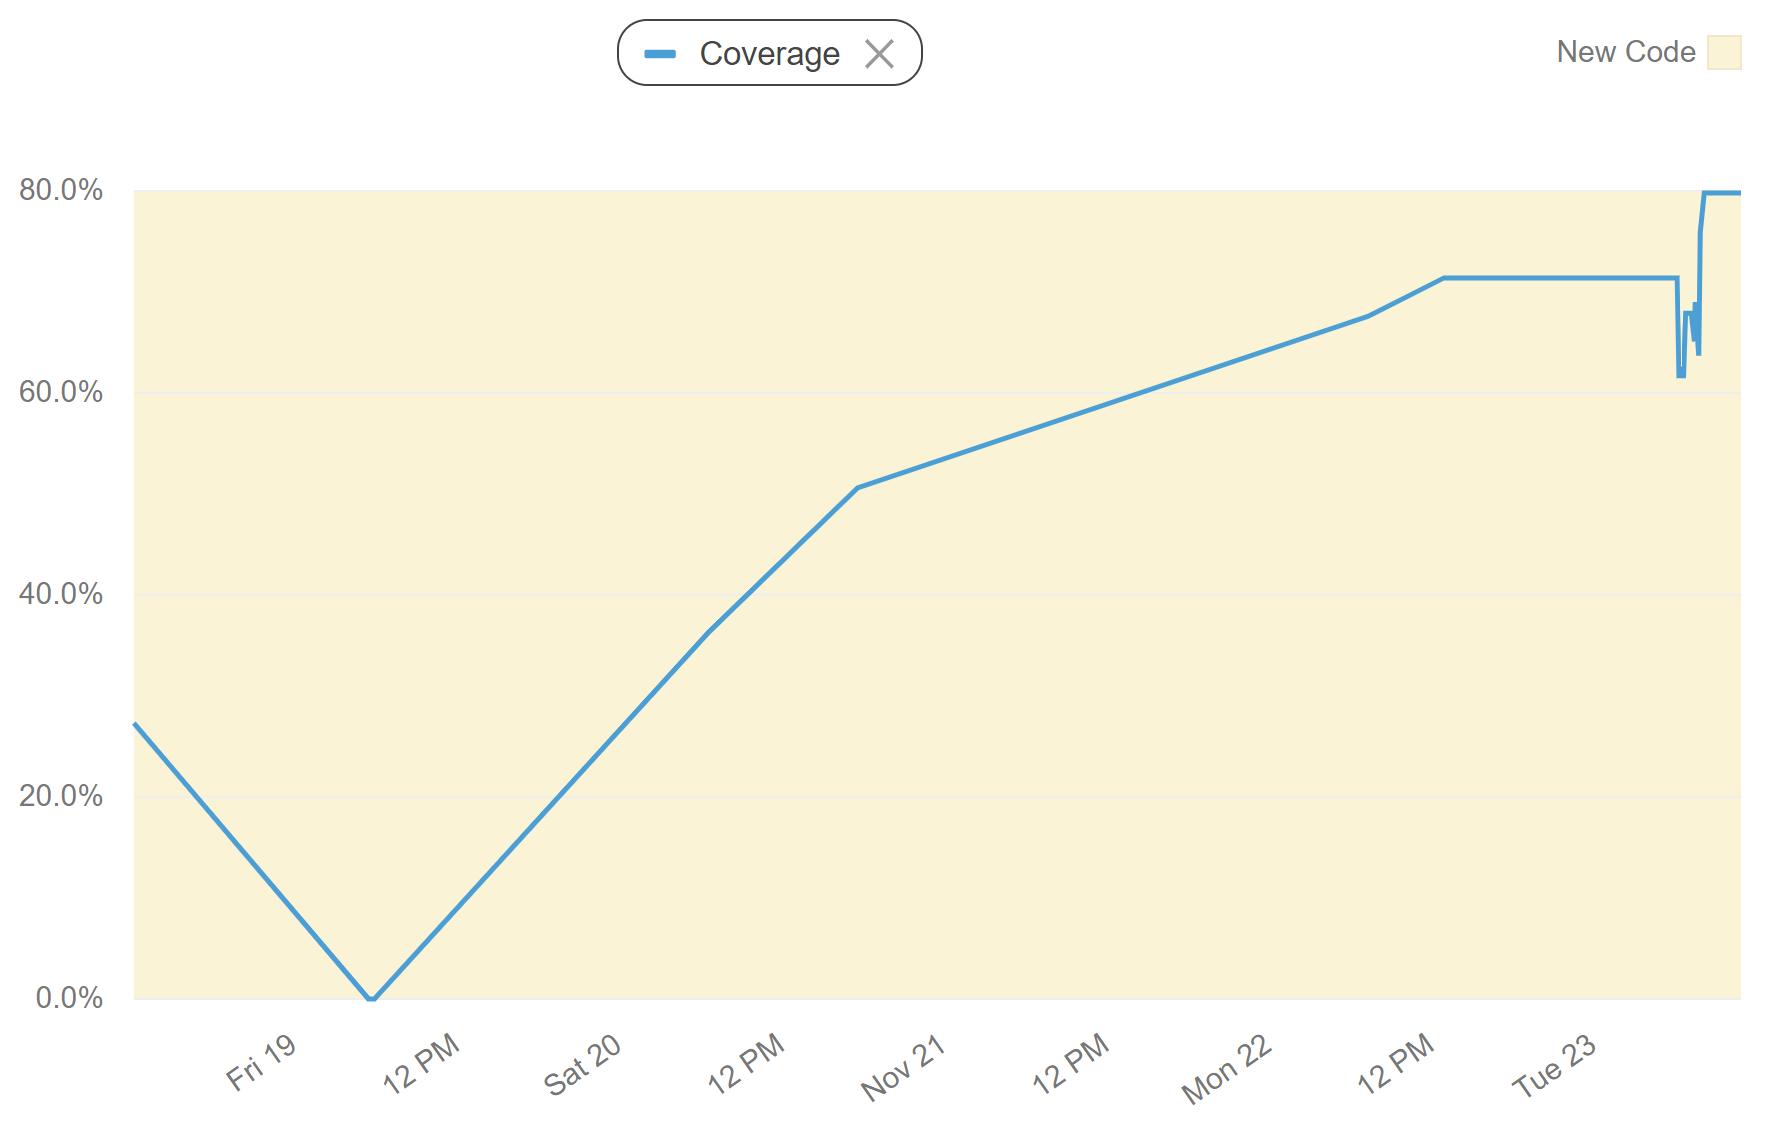 Coverage
New Code
80.0%
60.0%
40.0%
20.0%
0.0%
Fri 19
12 PM
Sat 20
12 PM
Nov 21
12 PM
Mon 22
12 PM
Tue 23